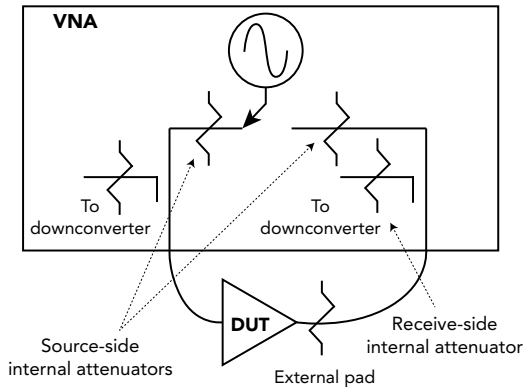 VNA
To
downconverter
To
downconverter
DUT
Source-side
internal attenuators
External pad
Receive-side
internal attenuator